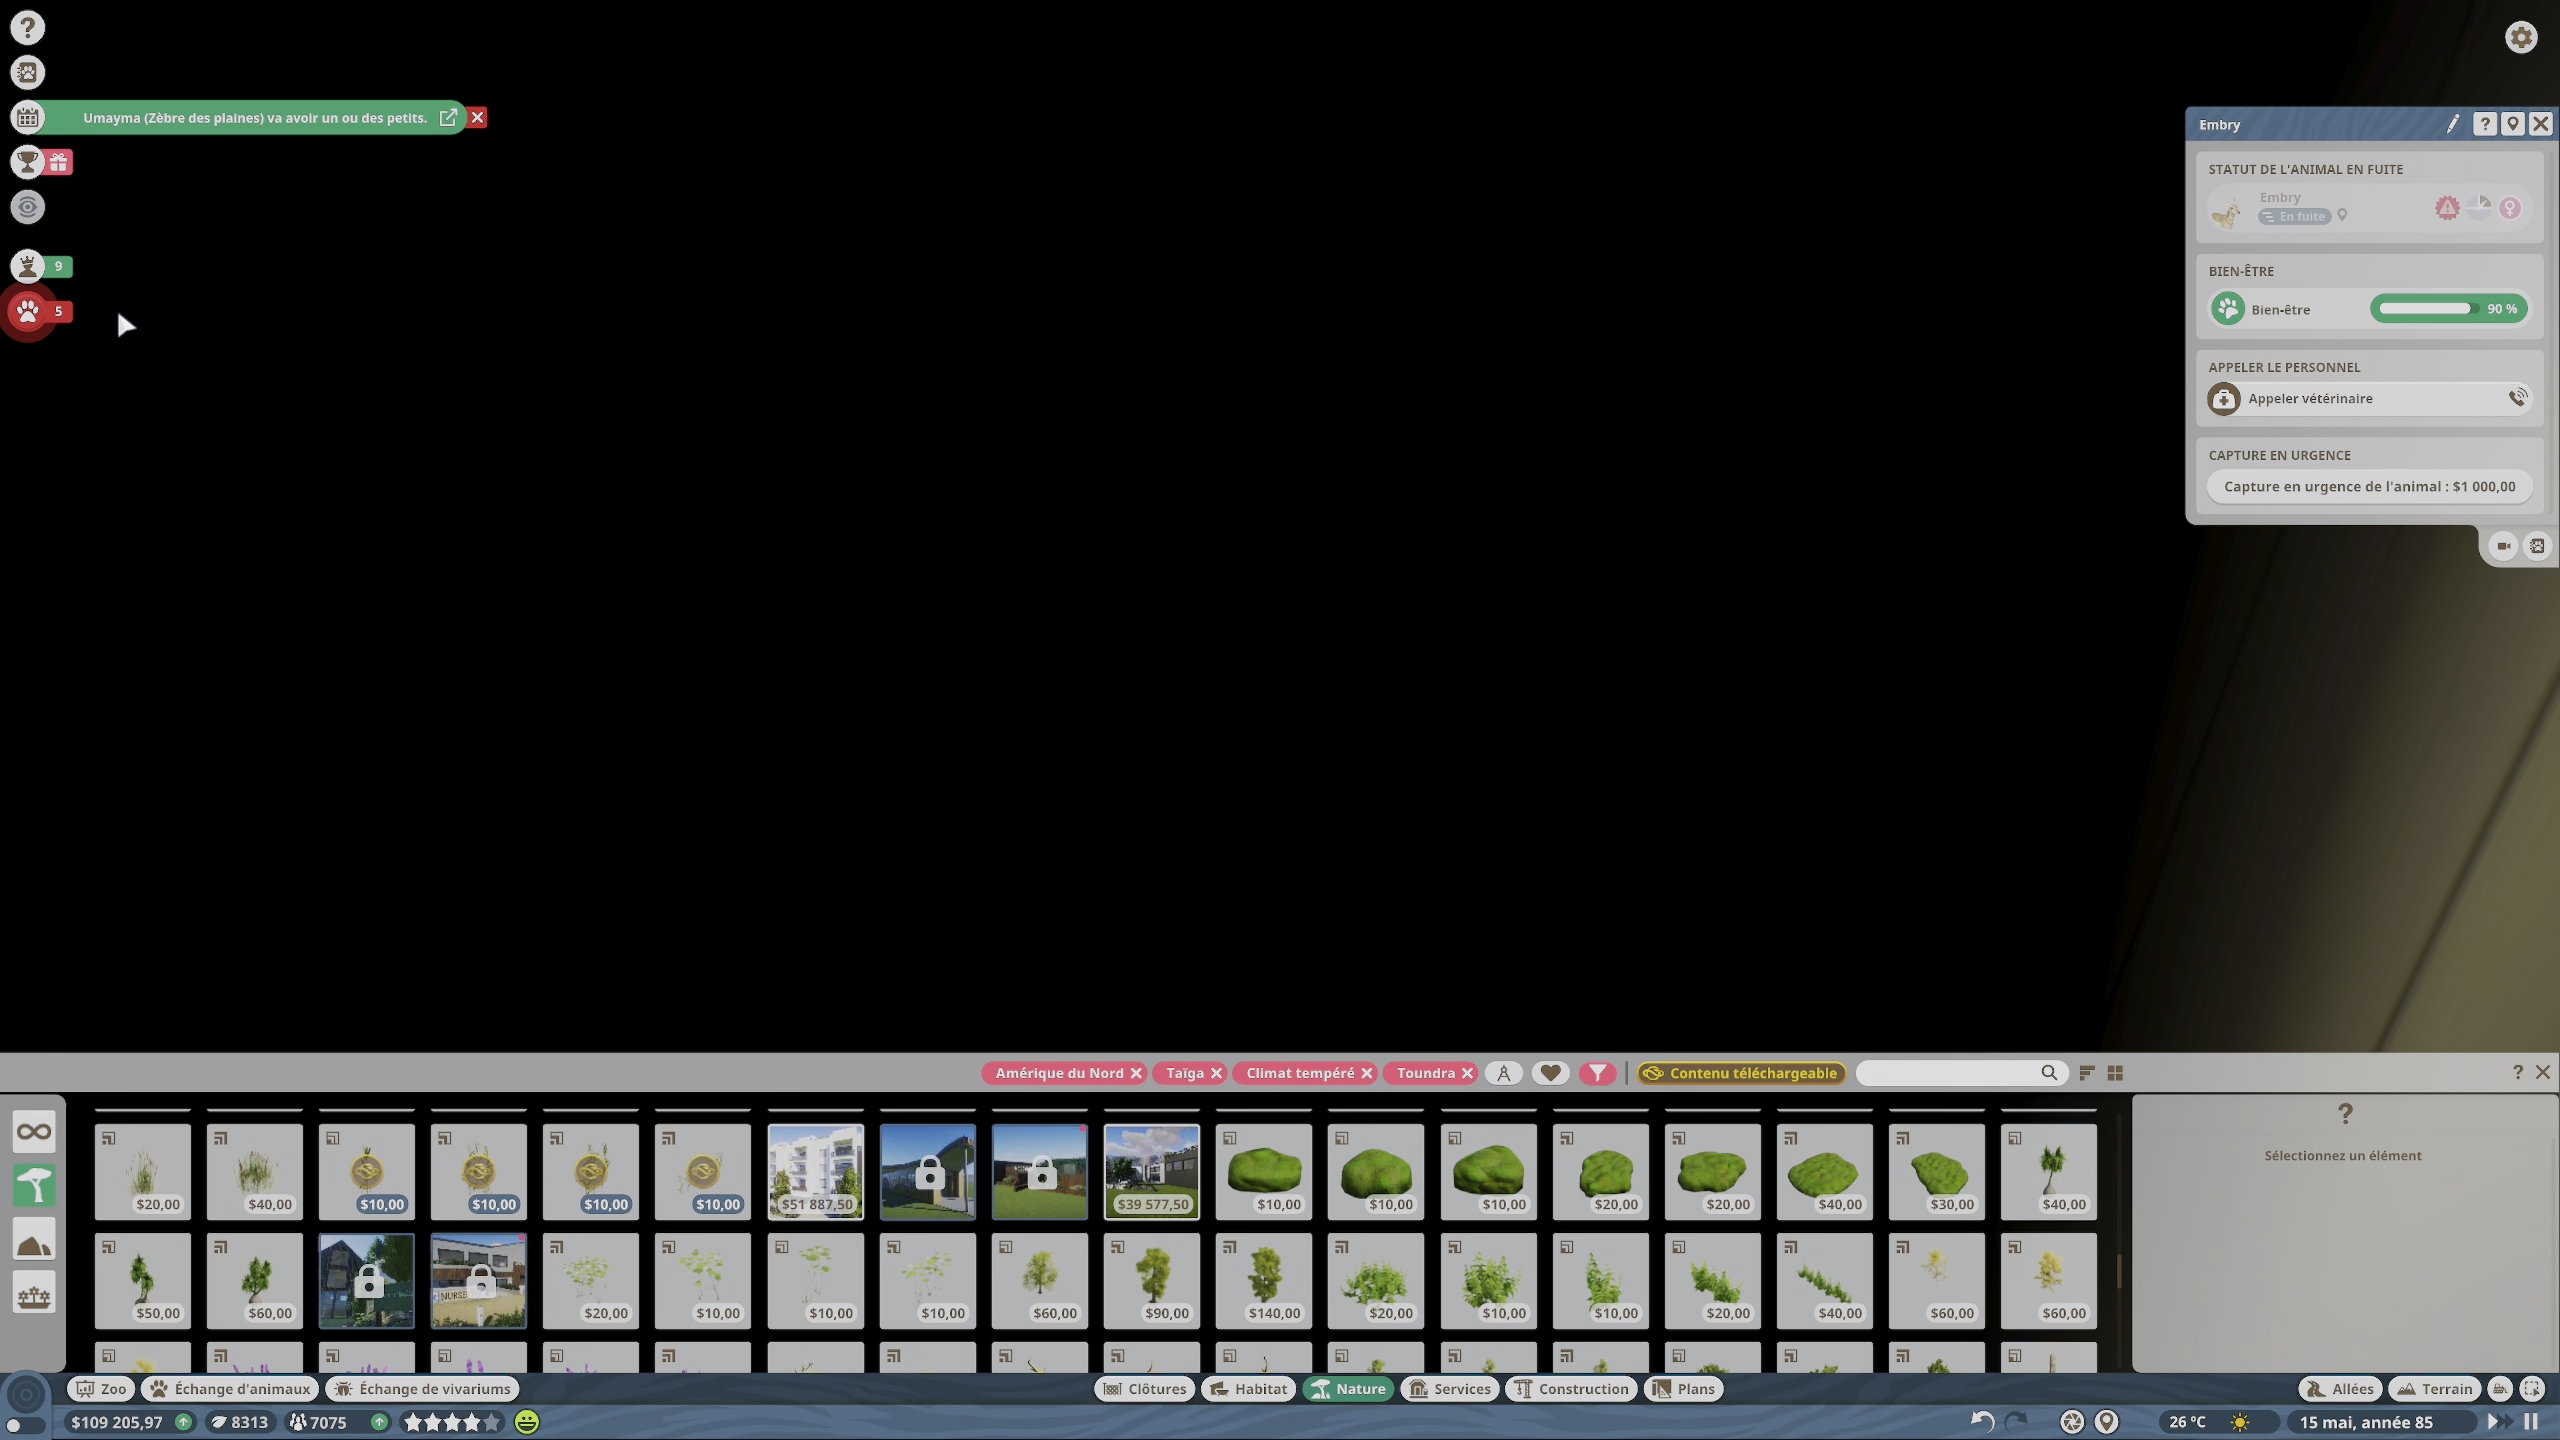 ?
Umayma (Zèbre des plaines) va avoir un ou des petits.
9
5
Embry
?
STATUT DE L'ANIMAL EN FUITE
Embry
En fuite
BIEN-ÊTRE
Bien-être
90 %
APPELER LE PERSONNEL
Appeler vétérinaire
CAPTURE EN URGENCE
Capture en urgence de l'animal : $1 000,00
Amérique du Nord
Taïga
Climat tempéré
Toundra
Contenu téléchargeable
?
$20,00
$40,00
$10,00
$10,00
$10,00
$10,00
$51 887,50
$39 577,50
$10,00
$10,00
$10,00
$20,00
$20,00
$40,00
$30,00
$40,00
$50,00
$60,00
$20,00
$10,00
$10,00
$10,00
$60,00
$90,00
$140,00
$20,00
$10,00
$10,00
$20,00
$40,00
$60,00
$60,00
?
Sélectionnez un élément
Zoo
Échange d'animaux
Échange de vivariums
Clôtures
Habitat
Nature
Services
Construction
Plans
Allées
Terrain
$109 205,97
8313
7075
26 °C
15 mai, année 85